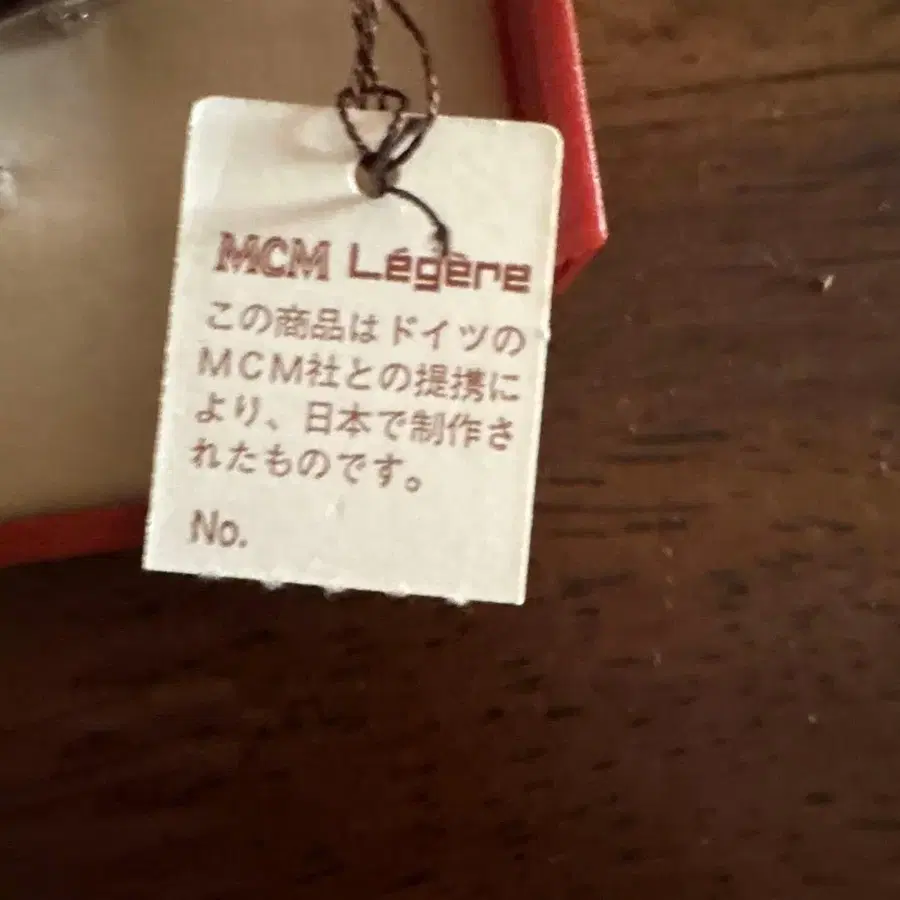 MCM Légère
この商品はドイツの
MCM社との提携に
より、日本で制作さ
れたものです。
No.